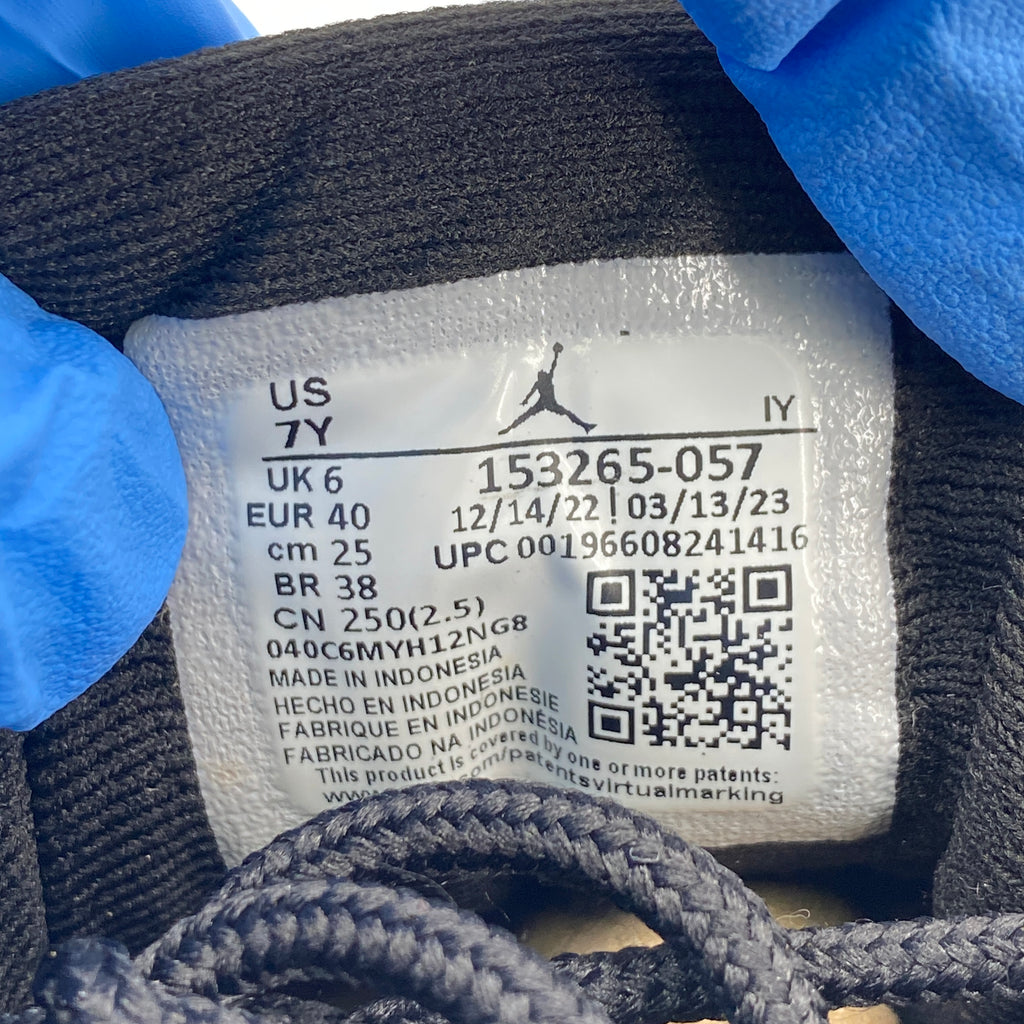 US
7Y
IY
UK 6
153265-057
EUR 40
12/14/22 | 03/13/23
cm 25
UPC 00196608241416
BR 38
CN 250(2.5)
040C6MYH12NG8
MADE IN INDONESIA
HECHO EN INDONESIA
FABRIQUE EN INDONESIE
FABRICADO NA INDONÉSIA
This product is covered by one or more patents:
com/patentsvirtualmarking